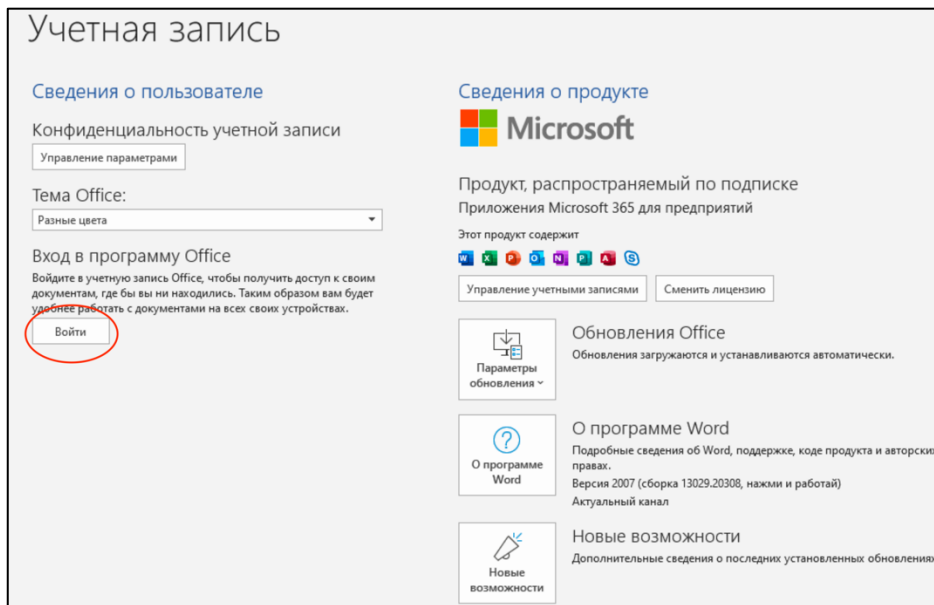 Учетная запись
Сведения о пользователе
Конфиденциальность учетной записи
Управление параметрами
Тема Office:
Разные цвета
Вход в программу Office
Войдите в учетную запись Office, чтобы получить доступ к своим
документам, где бы вы ни находились. Таким образом вам будет
удобнее работать с документами на всех своих устройствах.
Войти
Сведения о продукте
Microsoft
Продукт, распространяемый по подписке
Приложения Microsoft 365 для предприятий
Этот продукт содержит
Управление учетными записями
Сменить лицензию
Параметры
обновления
Обновления Office
Обновления загружаются и устанавливаются автоматически.
О программе
Word
О программе Word
Подробные сведения об Word, поддержке, коде продукта и авторских
правах.
Версия 2007 (сборка 13029.20308, нажми и работай)
Актуальный канал
Новые
возможности
Новые возможности
Дополнительные сведения о последних установленных обновлениях